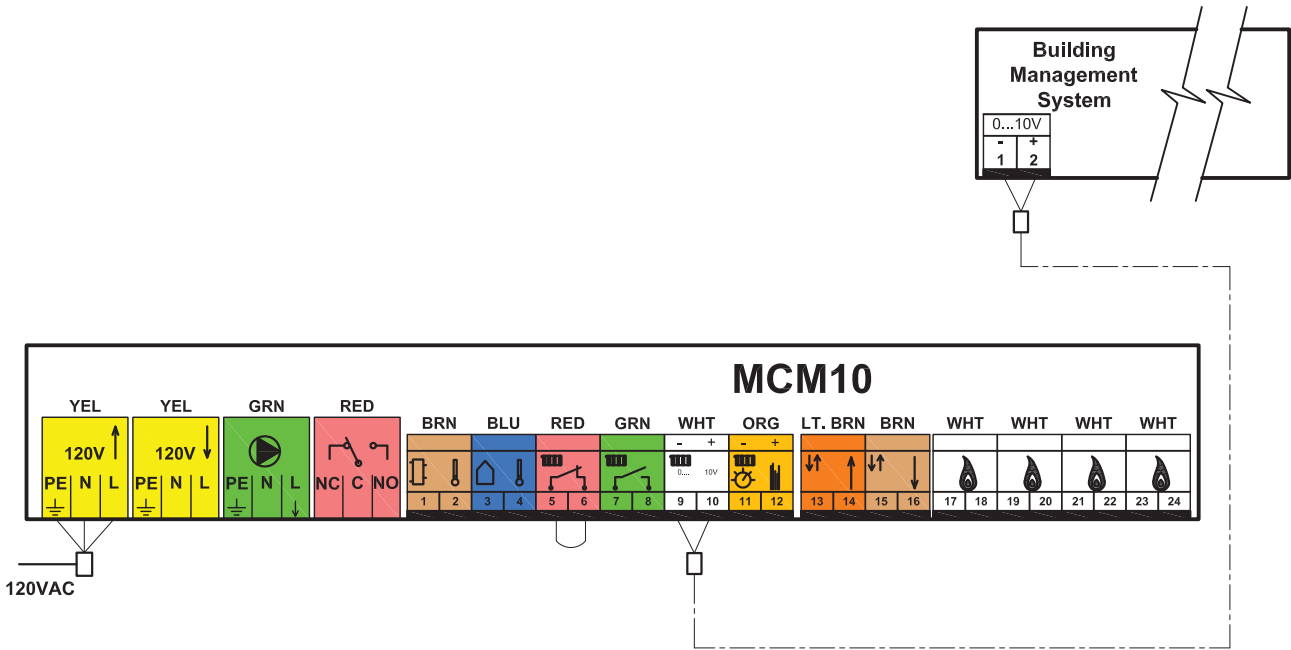 Building
Management
System
0...10V
- +
1 2
MCM10
YEL YEL GRN RED
BRN BLU RED GRN WHT ORG LT. BRN BRN WHT WHT WHT WHT
- + - +
120V 120V
0.... 10V
PE N L PE N L PE N L NC C NO
1 2 3 4 5 6 7 8 9 10 11 12 13 14 15 16 17 18 19 20 21 22 23 24
120VAC